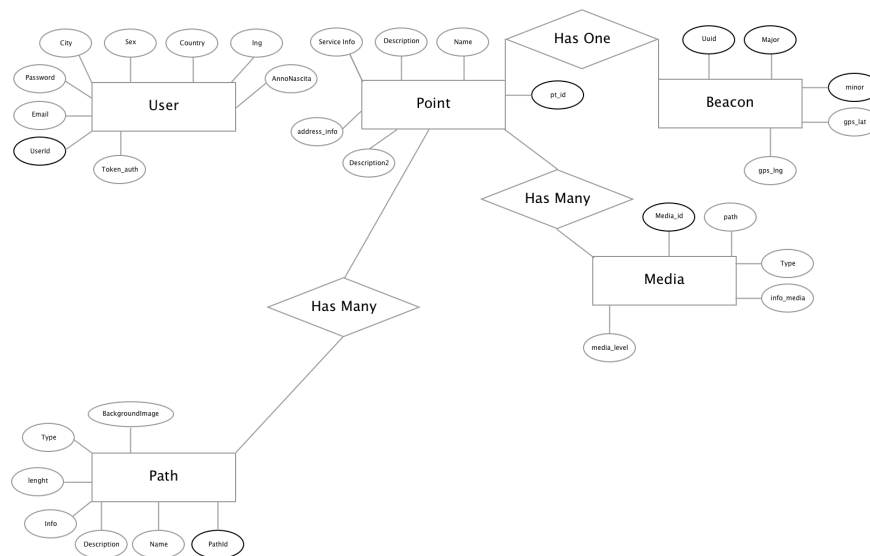 City
Sex
Country
lng
Password
AnnoNascita
User
Email
UserId
Token_auth
Service Info
Description
Name
Point
pt_id
address_info
Description2
Has One
Uuid
Major
minor
Beacon
gps_lat
gps_lng
Has Many
Media_id
path
Type
Media
info_media
media_level
Has Many
BackgroundImage
Type
Path
lenght
Info
Description
Name
PathId